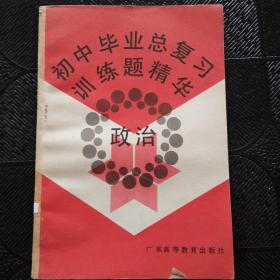 初中毕业总复习
训练题精华
政治
广东高等教育出版社